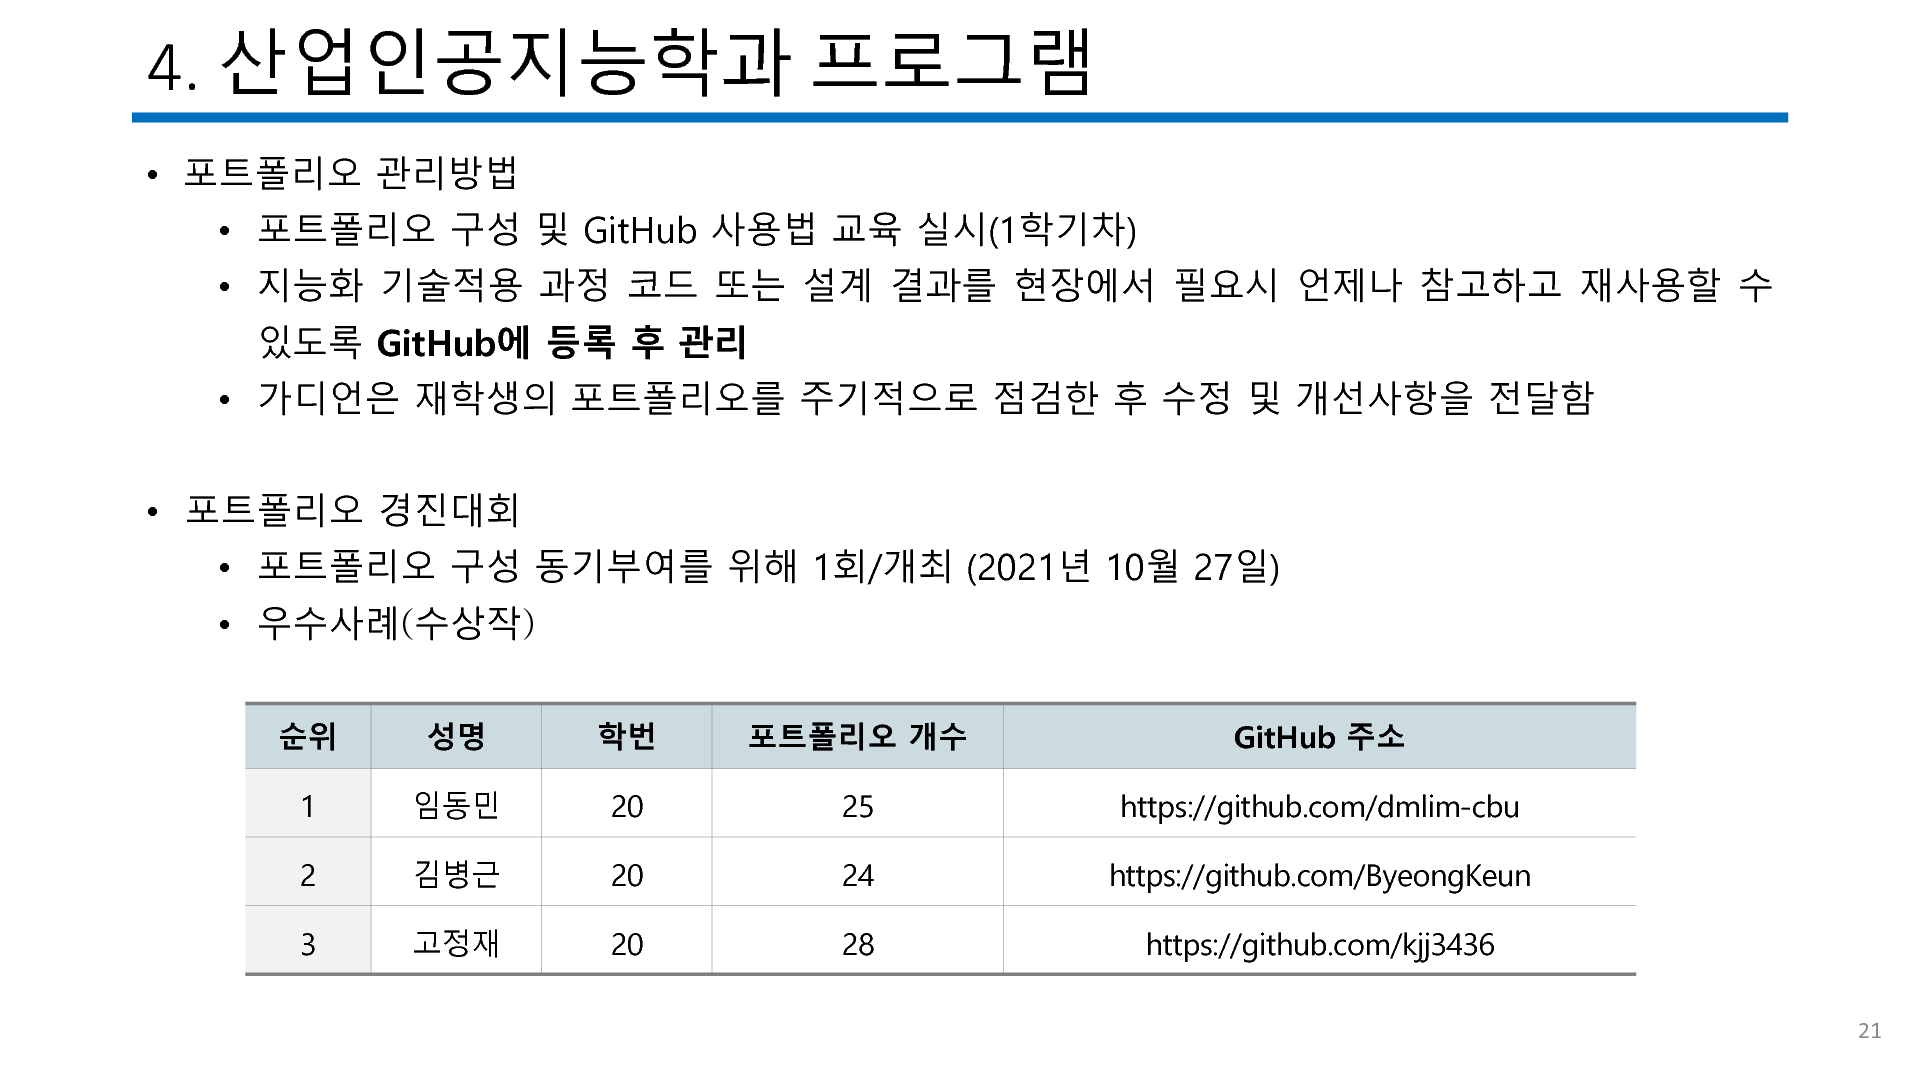 4. 산업인공지능학과 프로그램
• 포트폴리오 관리방법
• 포트폴리오 구성 및 GitHub 사용법 교육 실시(1학기차)
• 지능화 기술적용 과정 코드 또는 설계 결과를 현장에서 필요시 언제나 참고하고 재사용할 수
있도록 GitHub에 등록 후 관리
• 가디언은 재학생의 포트폴리오를 주기적으로 점검한 후 수정 및 개선사항을 전달함
• 포트폴리오 경진대회
• 포트폴리오 구성 동기부여를 위해 1회/개최 (2021년 10월 27일)
• 우수사례(수상작)
순위 성명 학번 포트폴리오 개수 GitHub 주소
1 임동민 20 25 https://github.com/dmlim-cbu
2 김병근 20 24 https://github.com/ByeongKeun
3 고정재 20 28 https://github.com/kjj3436
21